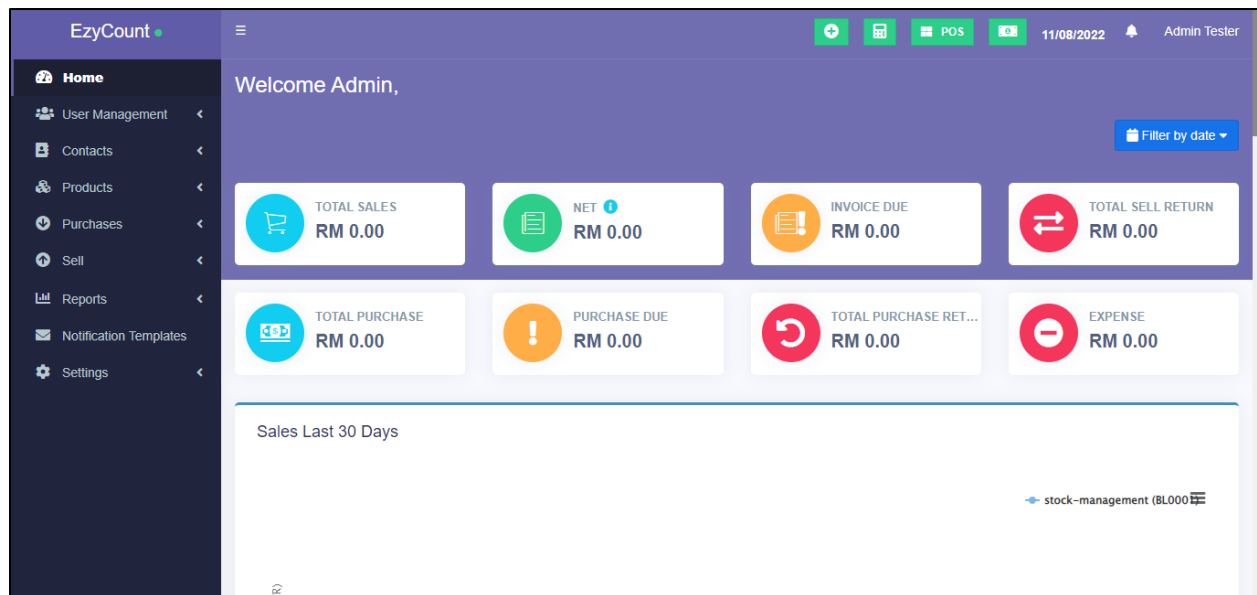 EzyCount
POS
11/08/2022
Admin Tester
Home
User Management
Contacts
Products
Purchases
Sell
Reports
Notification Templates
Settings
Welcome Admin,
Filter by date
TOTAL SALES
RM 0.00
NET
RM 0.00
INVOICE DUE
RM 0.00
TOTAL SELL RETURN
RM 0.00
TOTAL PURCHASE
RM 0.00
PURCHASE DUE
RM 0.00
TOTAL PURCHASE RET...
RM 0.00
EXPENSE
RM 0.00
Sales Last 30 Days
stock-management (BL0001)
R)